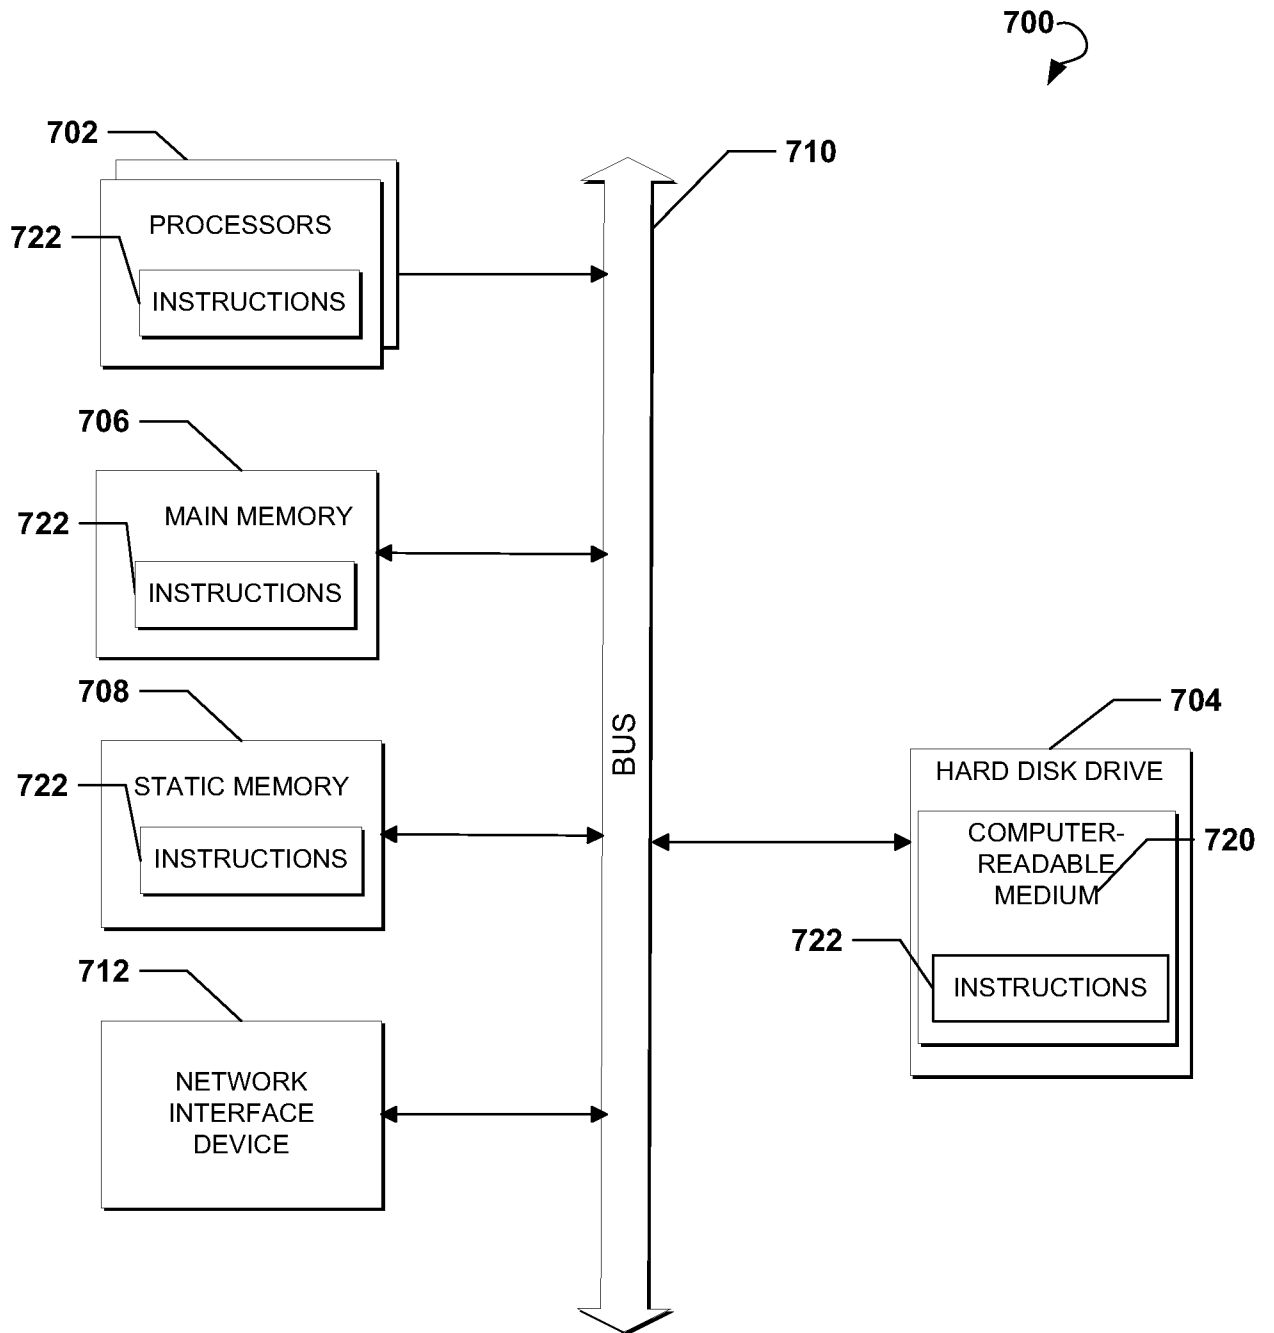 700
702
710
PROCESSORS
722
INSTRUCTIONS
706
MAIN MEMORY
722
INSTRUCTIONS
708
STATIC MEMORY
722
INSTRUCTIONS
BUS
704
HARD DISK DRIVE
COMPUTER-
READABLE
MEDIUM
720
722
INSTRUCTIONS
712
NETWORK
INTERFACE
DEVICE